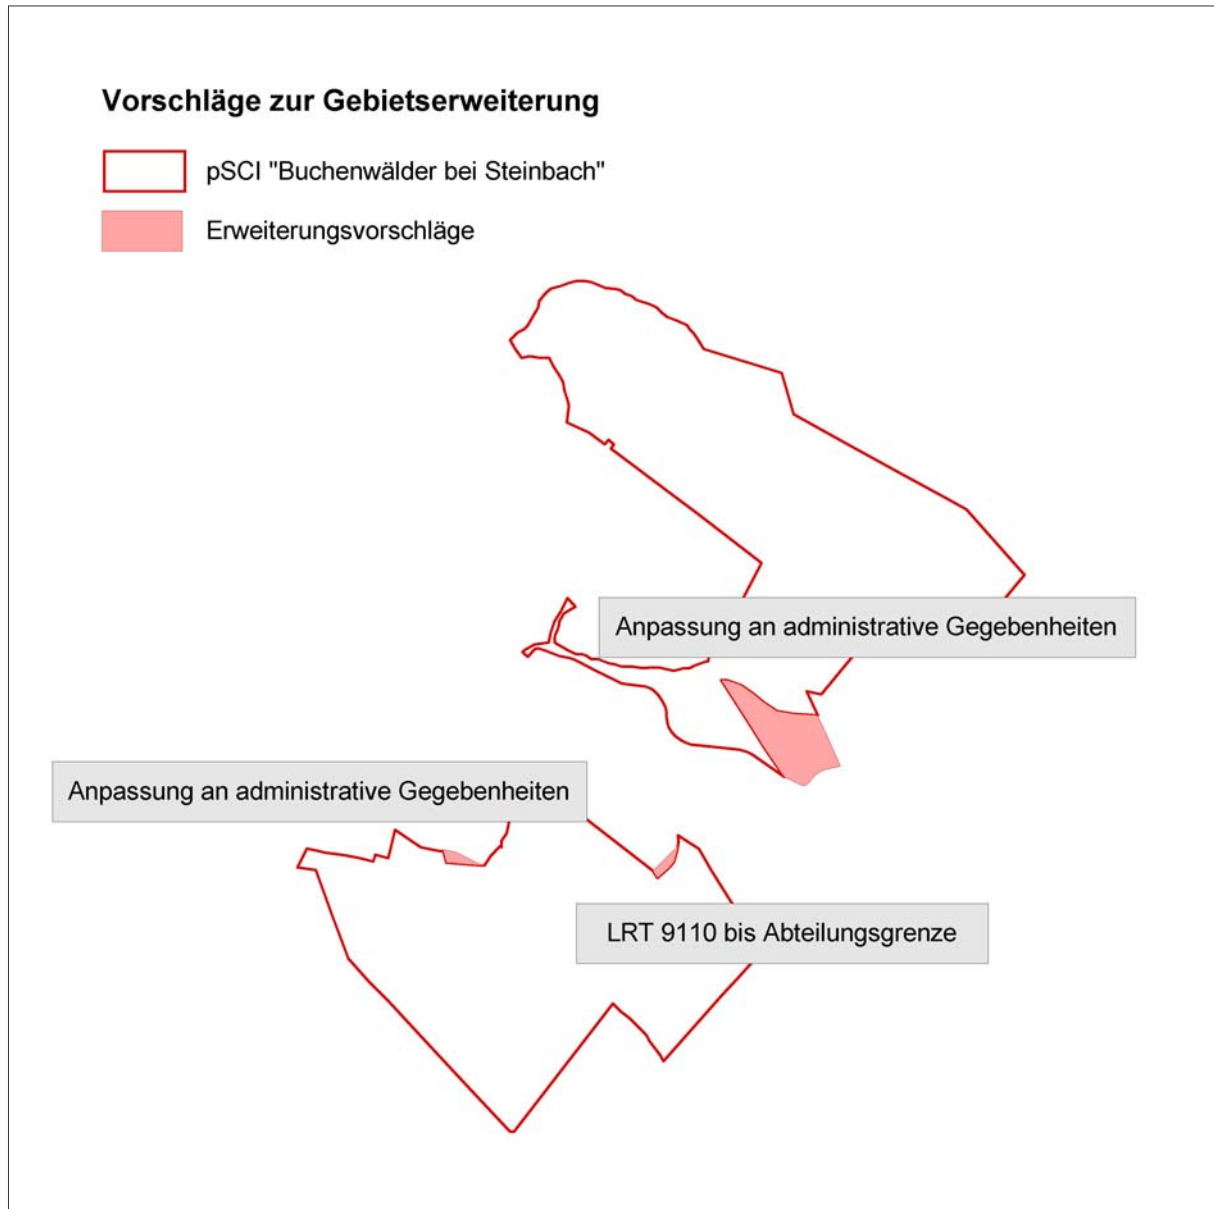 Vorschläge zur Gebietserweiterung
pSCI "Buchenwälder bei Steinbach"
Erweiterungsvorschläge
Anpassung an administrative Gegebenheiten
Anpassung an administrative Gegebenheiten
LRT 9110 bis Abteilungsgrenze